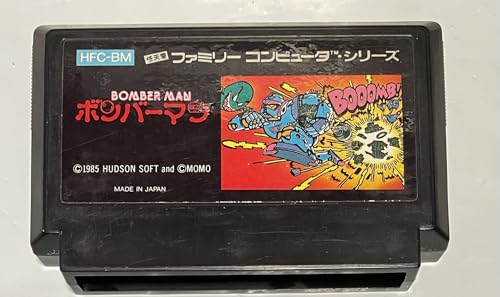 HFC-BM
任天堂 ファミリー コンピュータ™・シリーズ
BOMBER MAN
ボンバーマン
BOOOMB!
©1985 HUDSON SOFT and ©MOMO
MADE IN JAPAN